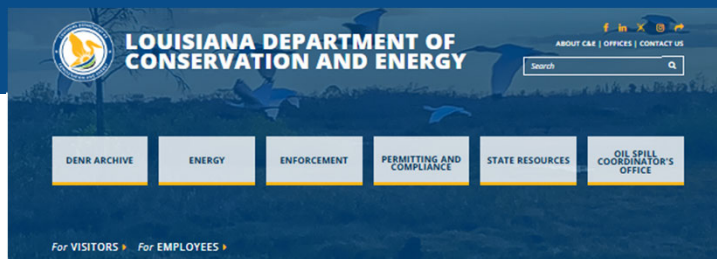 LOUISIANA DEPARTMENT OF
CONSERVATION AND ENERGY
ABOUT C&E | OFFICES | CONTACT US
Search
DENR ARCHIVE
ENERGY
ENFORCEMENT
PERMITTING AND
COMPLIANCE
STATE RESOURCES
OIL SPILL
COORDINATOR'S
OFFICE
For VISITORS
For EMPLOYEES